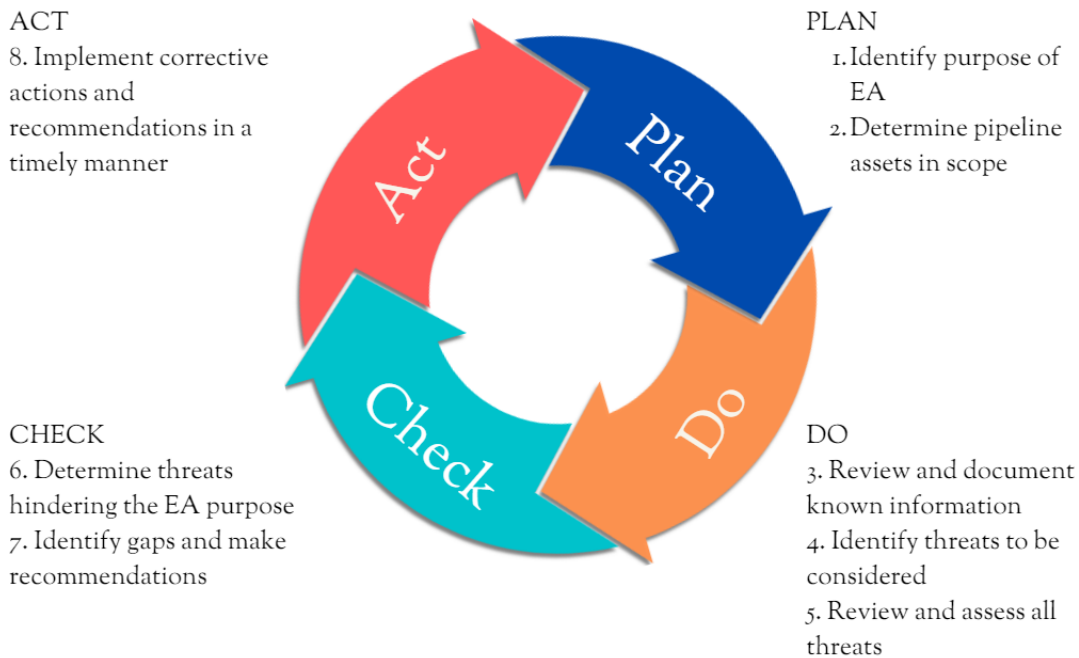 ACT
8. Implement corrective
actions and
recommendations in a
timely manner
PLAN
1. Identify purpose of
EA
2. Determine pipeline
assets in scope
Act
Plan
Check
Do
CHECK
6. Determine threats
hindering the EA purpose
7. Identify gaps and make
recommendations
DO
3. Review and document
known information
4. Identify threats to be
considered
5. Review and assess all
threats